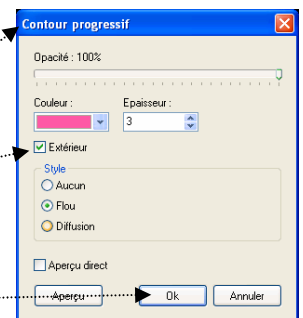 Contour progressif
Opacité : 100%
Couleur : Epaisseur :
3
Extérieur
Style
Aucun
Flou
Diffusion
Aperçu direct
Aperçu Ok Annuler